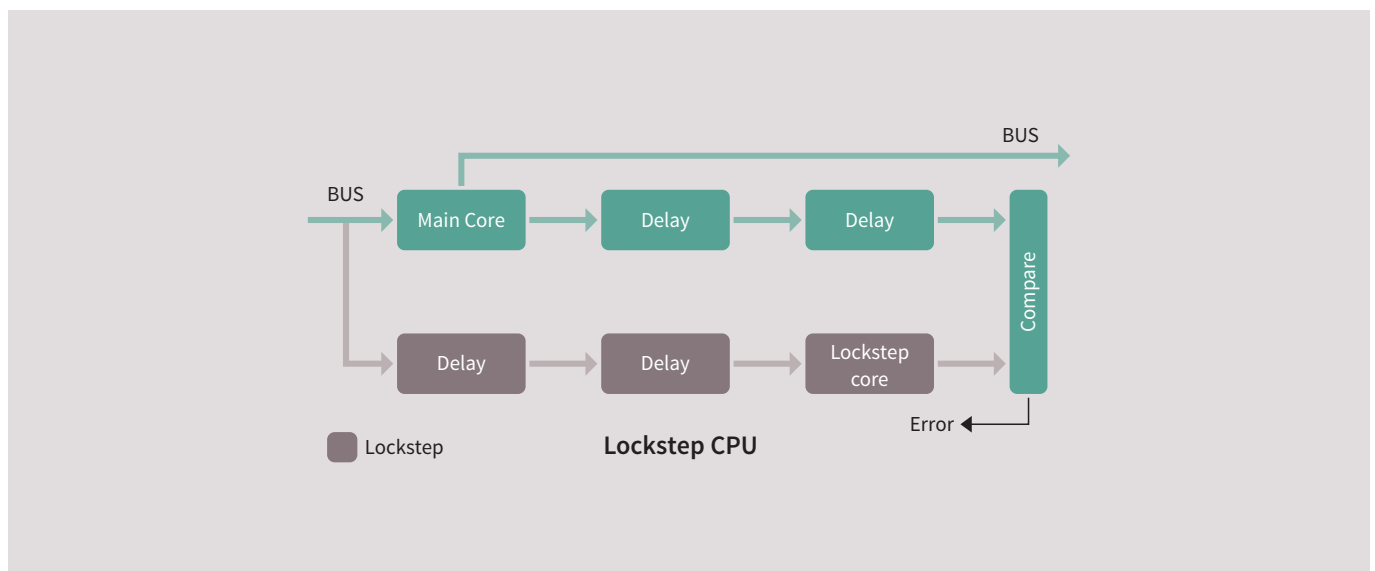 BUS
BUS
Main Core
Delay
Delay
Compare
Delay
Delay
Lockstep
core
Error
Lockstep
Lockstep CPU